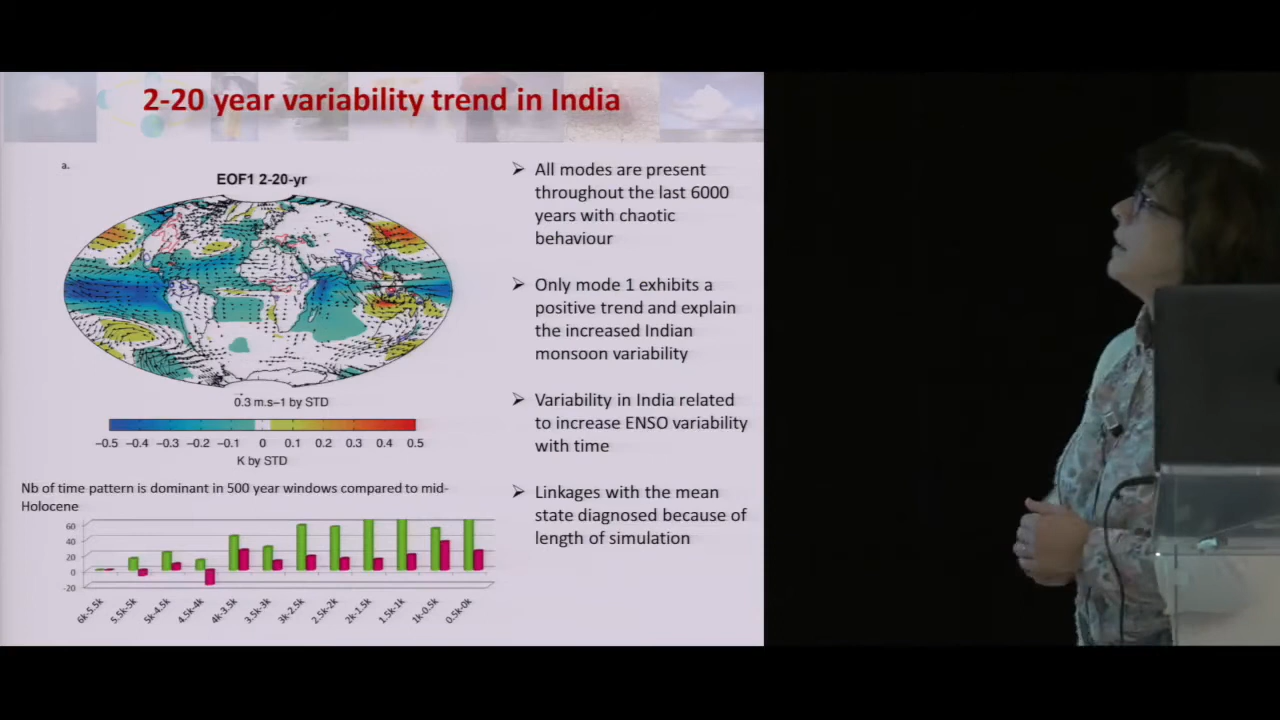 2-20 year variability trend in India
a.
EOF1 2-20-yr
0.3 m.s−1 by STD
−0.5 −0.4 −0.3 −0.2 −0.1 0 0.1 0.2 0.3 0.4 0.5
K by STD
Nb of time pattern is dominant in 500 year windows compared to mid-
Holocene
60
40
20
0
-20
6k-5.5k 5.5k-5k 5k-4.5k 4.5k-4k 4k-3.5k 3.5k-3k 3k-2.5k 2.5k-2k 2k-1.5k 1.5k-1k 1k-0.5k 0.5k-0k
➢ All modes are present
throughout the last 6000
years with chaotic
behaviour
➢ Only mode 1 exhibits a
positive trend and explain
the increased Indian
monsoon variability
➢ Variability in India related
to increase ENSO variability
with time
➢ Linkages with the mean
state diagnosed because of
length of simulation